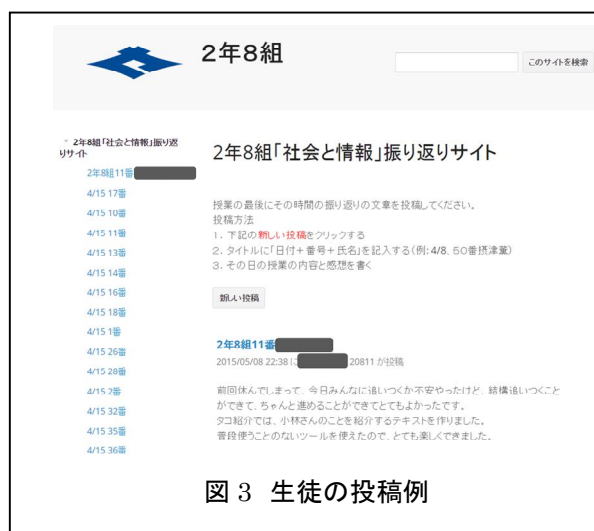 2年8組
このサイトを検索
2年8組「社会と情報」振り返
りサイト
2年8組11番
4/15 17番
4/15 10番
4/15 11番
4/15 13番
4/15 14番
4/15 16番
4/15 18番
4/15 1番
4/15 26番
4/15 28番
4/15 2番
4/15 32番
4/15 35番
4/15 36番
2年8組「社会と情報」振り返りサイト
授業の最後にその時間の振り返りの文章を投稿してください。
投稿方法
1. 下記の新しい投稿をクリックする
2. タイトルに「日付+番号+氏名」を記入する(例: 4/8、50番摂津薫)
3. その日の授業の内容と感想を書く
新しい投稿
2年8組11番
2015/05/08 22:38 に 20811 が投稿
前回休んでしまって、今日みんなに追いつくか不安やったけど、結構追いつくこと
ができて、ちゃんと進めることができてとてもよかったです。
タコ紹介では、小林さんのことを紹介するテキストを作りました。
普段使うことのないツールを使えたので、とても楽しくできました。
図3 生徒の投稿例